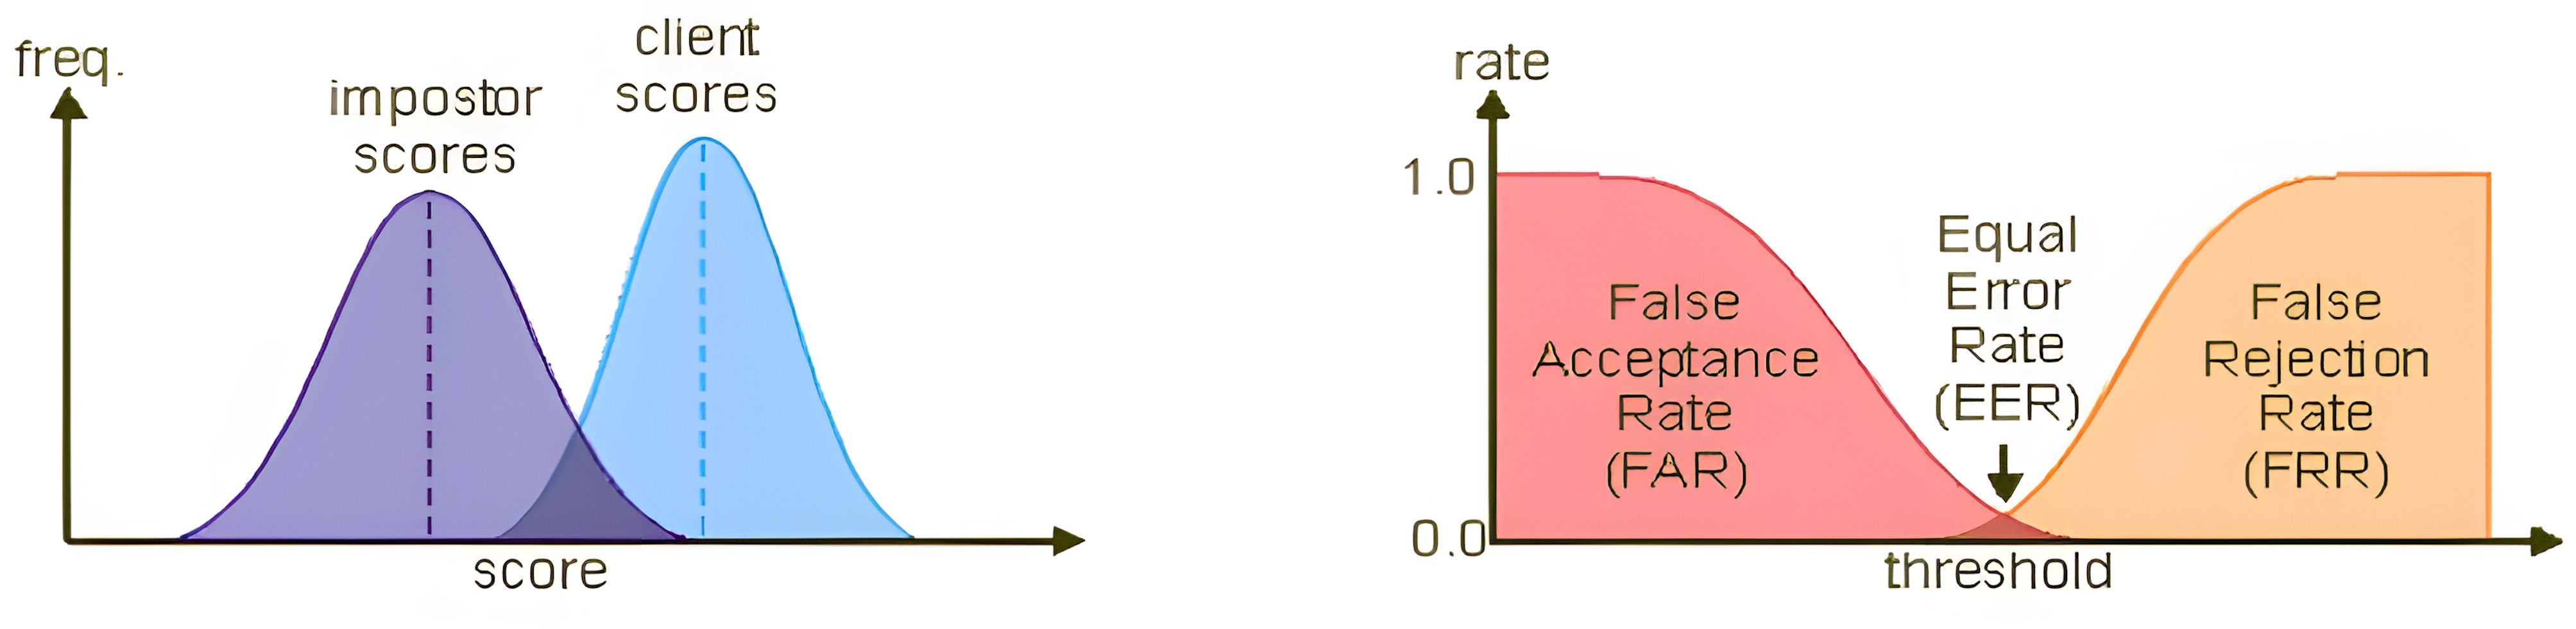 freq.
impostor
scores
client
scores
score
rate
1.0
0.0
False
Acceptance
Rate
(FAR)
Equal
Error
Rate
(EER)
False
Rejection
Rate
(FRR)
threshold